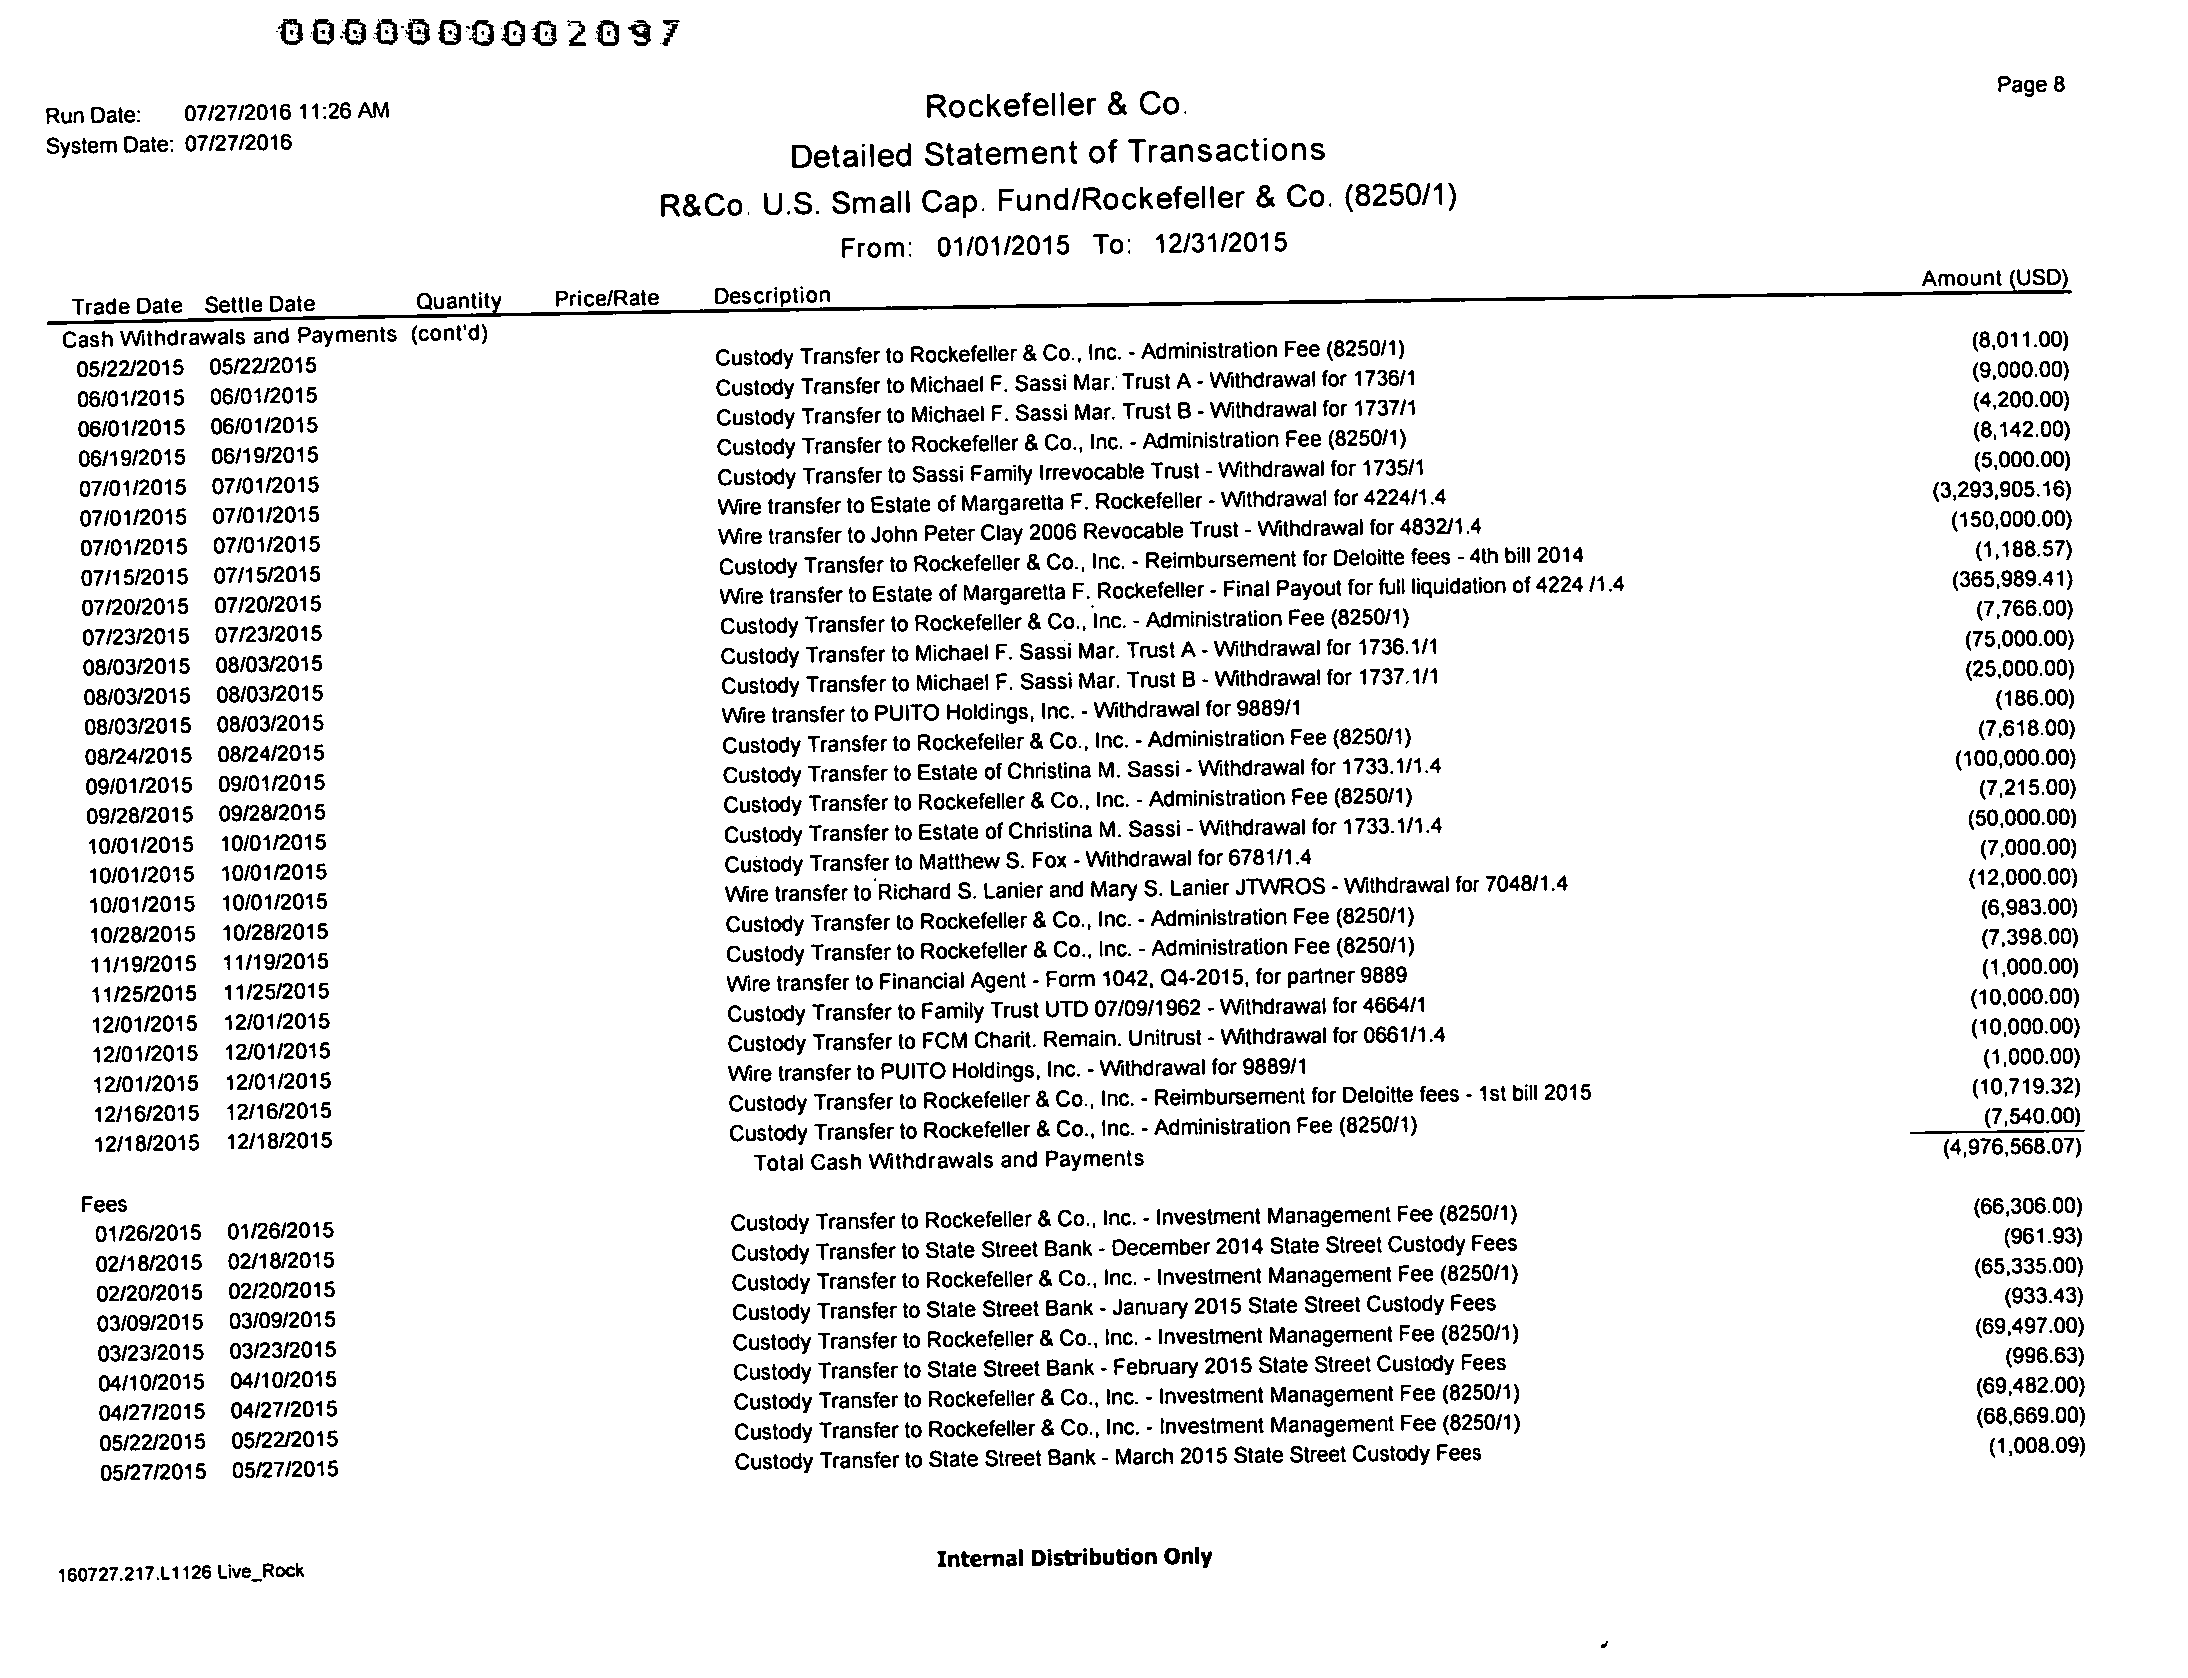 0000000002097
Page 8
Run Date: 07/27/2016 11:26 AM
System Date: 07/27/2016
Rockefeller & Co.
Detailed Statement of Transactions
R&Co. U.S. Small Cap. Fund/Rockefeller & Co. (8250/1)
From: 01/01/2015 To: 12/31/2015
Trade Date Settle Date Quantity Price/Rate Description Amount (USD)
Cash Withdrawals and Payments (cont'd)
05/22/2015 05/22/2015 Custody Transfer to Rockefeller & Co., Inc. - Administration Fee (8250/1) (8,011.00)
06/01/2015 06/01/2015 Custody Transfer to Michael F. Sassi Mar. Trust A - Withdrawal for 1736/1 (9,000.00)
06/01/2015 06/01/2015 Custody Transfer to Michael F. Sassi Mar. Trust B - Withdrawal for 1737/1 (4,200.00)
06/19/2015 06/19/2015 Custody Transfer to Rockefeller & Co., Inc. - Administration Fee (8250/1) (8,142.00)
07/01/2015 07/01/2015 Custody Transfer to Sassi Family Irrevocable Trust - Withdrawal for 1735/1 (5,000.00)
07/01/2015 07/01/2015 Wire transfer to Estate of Margaretta F. Rockefeller - Withdrawal for 4224/1.4 (3,293,905.16)
07/01/2015 07/01/2015 Wire transfer to John Peter Clay 2006 Revocable Trust - Withdrawal for 4832/1.4 (150,000.00)
07/15/2015 07/15/2015 Custody Transfer to Rockefeller & Co., Inc. - Reimbursement for Deloitte fees - 4th bill 2014 (1,188.57)
07/20/2015 07/20/2015 Wire transfer to Estate of Margaretta F. Rockefeller - Final Payout for full liquidation of 4224 /1.4 (365,989.41)
07/23/2015 07/23/2015 Custody Transfer to Rockefeller & Co., Inc. - Administration Fee (8250/1) (7,766.00)
08/03/2015 08/03/2015 Custody Transfer to Michael F. Sassi Mar. Trust A - Withdrawal for 1736.1/1 (75,000.00)
08/03/2015 08/03/2015 Custody Transfer to Michael F. Sassi Mar. Trust B - Withdrawal for 1737.1/1 (25,000.00)
08/03/2015 08/03/2015 Wire transfer to PUITO Holdings, Inc. - Withdrawal for 9889/1 (186.00)
08/24/2015 08/24/2015 Custody Transfer to Rockefeller & Co., Inc. - Administration Fee (8250/1) (7,618.00)
09/01/2015 09/01/2015 Custody Transfer to Estate of Christina M. Sassi - Withdrawal for 1733.1/1.4 (100,000.00)
09/28/2015 09/28/2015 Custody Transfer to Rockefeller & Co., Inc. - Administration Fee (8250/1) (7,215.00)
10/01/2015 10/01/2015 Custody Transfer to Estate of Christina M. Sassi - Withdrawal for 1733.1/1.4 (50,000.00)
10/01/2015 10/01/2015 Custody Transfer to Matthew S. Fox - Withdrawal for 6781/1.4 (7,000.00)
10/01/2015 10/01/2015 Wire transfer to Richard S. Lanier and Mary S. Lanier JTWROS - Withdrawal for 7048/1.4 (12,000.00)
10/28/2015 10/28/2015 Custody Transfer to Rockefeller & Co., Inc. - Administration Fee (8250/1) (6,983.00)
11/19/2015 11/19/2015 Custody Transfer to Rockefeller & Co., Inc. - Administration Fee (8250/1) (7,398.00)
11/25/2015 11/25/2015 Wire transfer to Financial Agent - Form 1042, Q4-2015, for partner 9889 (1,000.00)
12/01/2015 12/01/2015 Custody Transfer to Family Trust UTD 07/09/1962 - Withdrawal for 4664/1 (10,000.00)
12/01/2015 12/01/2015 Custody Transfer to FCM Charit. Remain. Unitrust - Withdrawal for 0661/1.4 (10,000.00)
12/01/2015 12/01/2015 Wire transfer to PUITO Holdings, Inc. - Withdrawal for 9889/1 (1,000.00)
12/16/2015 12/16/2015 Custody Transfer to Rockefeller & Co., Inc. - Reimbursement for Deloitte fees - 1st bill 2015 (10,719.32)
12/18/2015 12/18/2015 Custody Transfer to Rockefeller & Co., Inc. - Administration Fee (8250/1) (7,540.00)
Total Cash Withdrawals and Payments (4,976,568.07)
Fees
01/26/2015 01/26/2015 Custody Transfer to Rockefeller & Co., Inc. - Investment Management Fee (8250/1) (66,306.00)
02/18/2015 02/18/2015 Custody Transfer to State Street Bank - December 2014 State Street Custody Fees (961.93)
02/20/2015 02/20/2015 Custody Transfer to Rockefeller & Co., Inc. - Investment Management Fee (8250/1) (65,335.00)
03/09/2015 03/09/2015 Custody Transfer to State Street Bank - January 2015 State Street Custody Fees (933.43)
03/23/2015 03/23/2015 Custody Transfer to Rockefeller & Co., Inc. - Investment Management Fee (8250/1) (69,497.00)
04/10/2015 04/10/2015 Custody Transfer to State Street Bank - February 2015 State Street Custody Fees (996.63)
04/27/2015 04/27/2015 Custody Transfer to Rockefeller & Co., Inc. - Investment Management Fee (8250/1) (69,482.00)
05/22/2015 05/22/2015 Custody Transfer to Rockefeller & Co., Inc. - Investment Management Fee (8250/1) (68,669.00)
05/27/2015 05/27/2015 Custody Transfer to State Street Bank - March 2015 State Street Custody Fees (1,008.09)
Internal Distribution Only
160727.217.L1126 Live_Rock